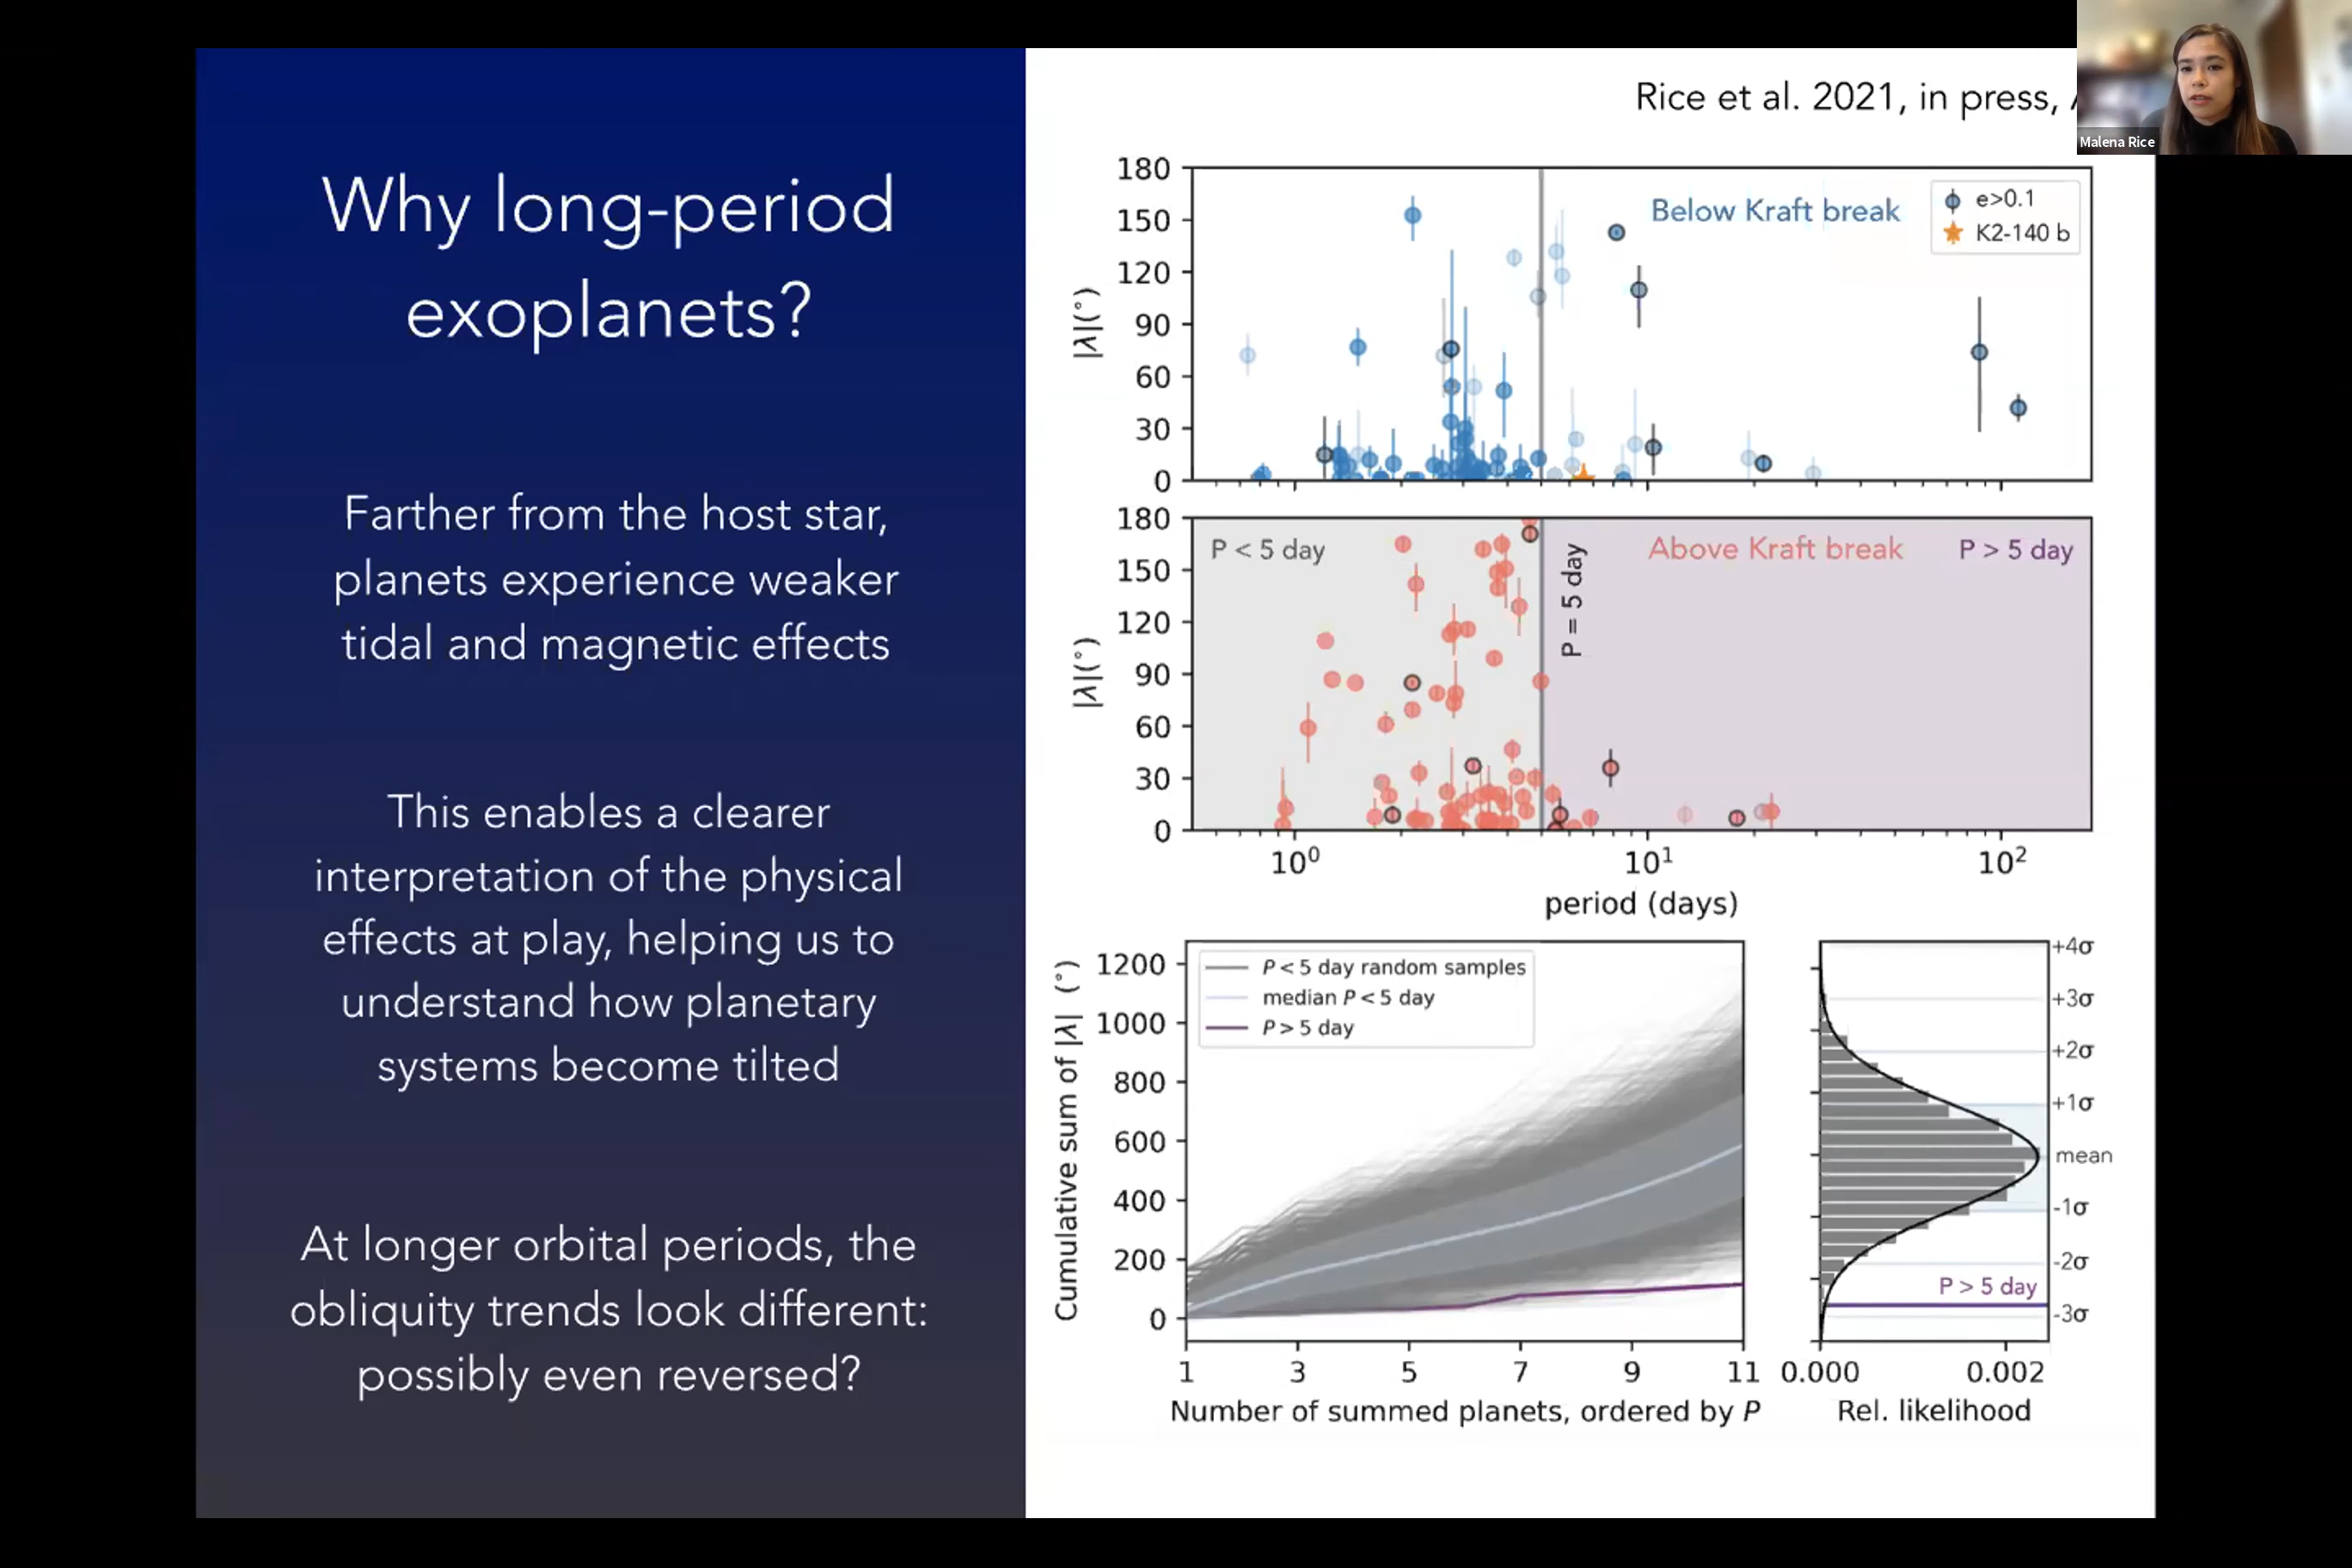 Why long-period
exoplanets?
Farther from the host star,
planets experience weaker
tidal and magnetic effects
This enables a clearer
interpretation of the physical
effects at play, helping us to
understand how planetary
systems become tilted
At longer orbital periods, the
obliquity trends look different:
possibly even reversed?
Rice et al. 2021, in press,
Malena Rice
180
150
120
90
60
30
0
|λ|(°)
Below Kraft break
e>0.1
K2-140 b
180
150
120
90
60
30
0
|λ|(°)
P < 5 day
P = 5 day
Above Kraft break
P > 5 day
10⁰
10¹
10²
period (days)
1200
1000
800
600
400
200
0
Cumulative sum of |λ| (°)
P < 5 day random samples
median P < 5 day
P > 5 day
1 3 5 7 9 11
Number of summed planets, ordered by P
+4σ
+3σ
+2σ
+1σ
mean
-1σ
-2σ
P > 5 day
-3σ
0.000 0.002
Rel. likelihood